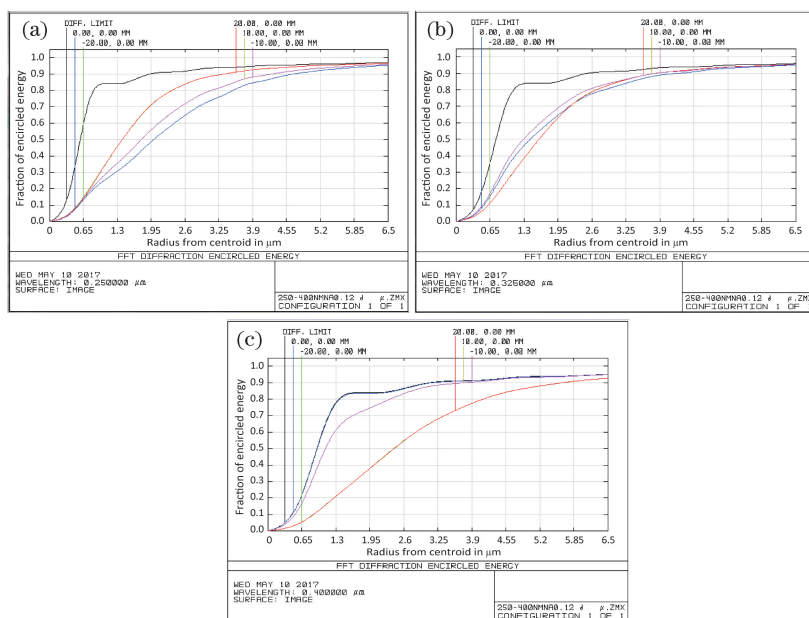 (a)
DIFF. LIMIT
0.00, 0.00 MM
-20.00, 0.00 MM
20.00, 0.00 MM
10.00, 0.00 MM
-10.00, 0.00 MM
Fraction of encircled energy
1.0
0.9
0.8
0.7
0.6
0.5
0.4
0.3
0.2
0.1
0.0
0 0.65 1.3 1.95 2.6 3.25 3.9 4.55 5.2 5.85 6.5
Radius from centroid in μm
FFT DIFFRACTION ENCIRCLED ENERGY
WED MAY 10 2017
WAVELENGTH: 0.250000 μm
SURFACE: IMAGE
250-400NMNA0.12 μ.ZMX
CONFIGURATION 1 OF 1
(b)
DIFF. LIMIT
0.00, 0.00 MM
-20.00, 0.00 MM
20.00, 0.00 MM
10.00, 0.00 MM
-10.00, 0.00 MM
Fraction of encircled energy
1.0
0.9
0.8
0.7
0.6
0.5
0.4
0.3
0.2
0.1
0.0
0 0.65 1.3 1.95 2.6 3.25 3.9 4.55 5.2 5.85 6.5
Radius from centroid in μm
FFT DIFFRACTION ENCIRCLED ENERGY
WED MAY 10 2017
WAVELENGTH: 0.325000 μm
SURFACE: IMAGE
250-400NMNA0.12 μ.ZMX
CONFIGURATION 1 OF 1
(c)
DIFF. LIMIT
0.00, 0.00 MM
-20.00, 0.00 MM
20.00, 0.00 MM
10.00, 0.00 MM
-10.00, 0.00 MM
Fraction of encircled energy
1.0
0.9
0.8
0.7
0.6
0.5
0.4
0.3
0.2
0.1
0.0
0 0.65 1.3 1.95 2.6 3.25 3.9 4.55 5.2 5.85 6.5
Radius from centroid in μm
FFT DIFFRACTION ENCIRCLED ENERGY
WED MAY 10 2017
WAVELENGTH: 0.400000 μm
SURFACE: IMAGE
250-400NMNA0.12 μ.ZMX
CONFIGURATION 1 OF 1